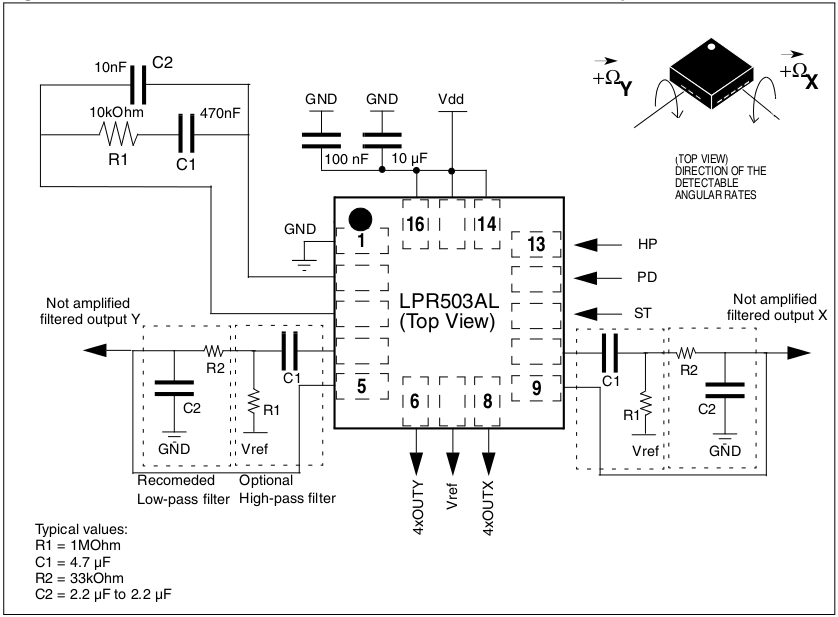 10nF
C2
10kOhm
470nF
R1
C1
GND
GND
Vdd
100 nF
10 µF
+Ω Y
+Ω X
(TOP VIEW)
DIRECTION OF THE
DETECTABLE
ANGULAR RATES
GND
1
16
14
13
HP
PD
ST
LPR503AL
(Top View)
Not amplified
filtered output Y
Not amplified
filtered output X
R2
C1
C2
R1
GND
Vref
5
6
8
9
C1
R2
R1
C2
Vref
GND
Recomeded
Low-pass filter
Optional
High-pass filter
4xOUTY
Vref
4xOUTX
Typical values:
R1 = 1MOhm
C1 = 4.7 µF
R2 = 33kOhm
C2 = 2.2 µF to 2.2 µF